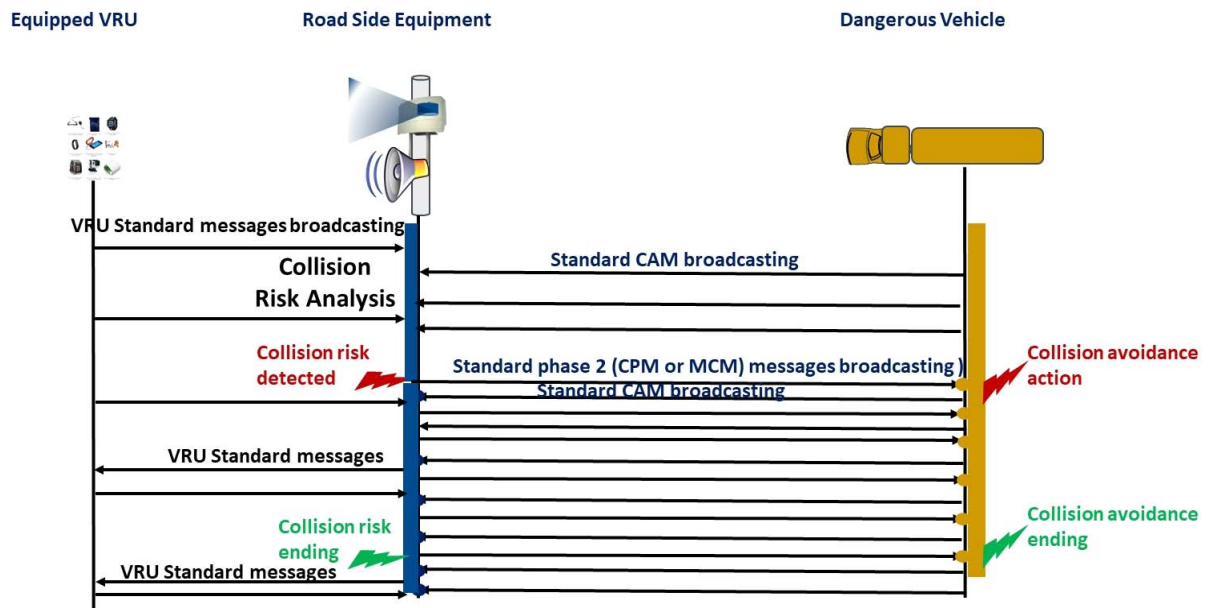 Equipped VRU
Road Side Equipment
Dangerous Vehicle
VRU Standard messages broadcasting
Standard CAM broadcasting
Collision
Risk Analysis
Collision risk
detected
Standard phase 2 (CPM or MCM) messages broadcasting )
Collision avoidance
action
Standard CAM broadcasting
VRU Standard messages
Collision risk
ending
Collision avoidance
ending
VRU Standard messages